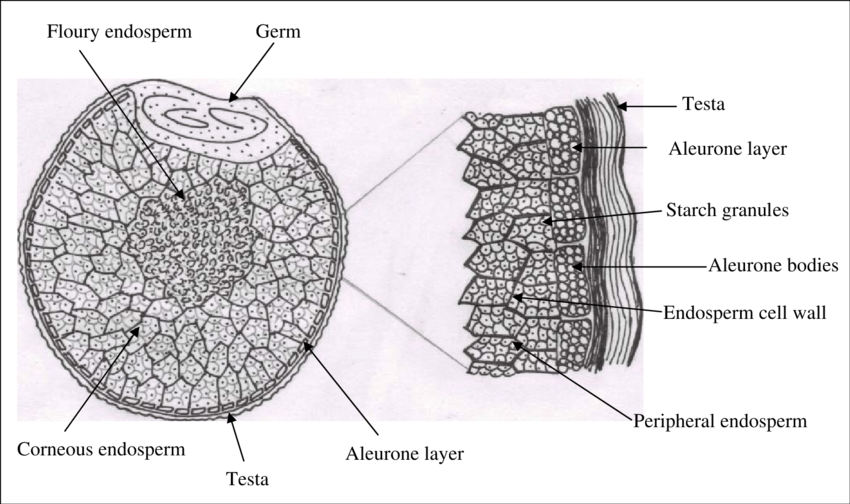 Floury endosperm
Germ
Testa
Aleurone layer
Starch granules
Aleurone bodies
Endosperm cell wall
Peripheral endosperm
Corneous endosperm
Aleurone layer
Testa